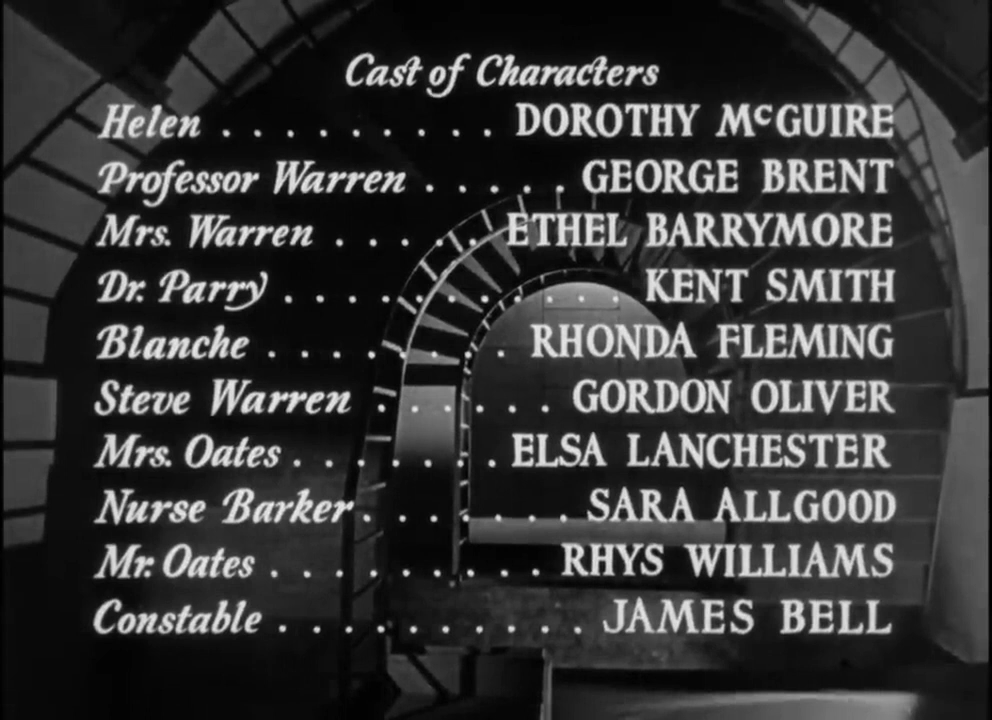 Cast of Characters
Helen . . . . . . . . . . DOROTHY McGUIRE
Professor Warren . . . . . GEORGE BRENT
Mrs. Warren . . . . . ETHEL BARRYMORE
Dr. Parry . . . . . . . . . . . KENT SMITH
Blanche . . . . . . . . RHONDA FLEMING
Steve Warren . . . . . . GORDON OLIVER
Mrs. Oates . . . . . . . ELSA LANCHESTER
Nurse Barker . . . . . . . SARA ALLGOOD
Mr. Oates . . . . . . . . . RHYS WILLIAMS
Constable . . . . . . . . . . JAMES BELL